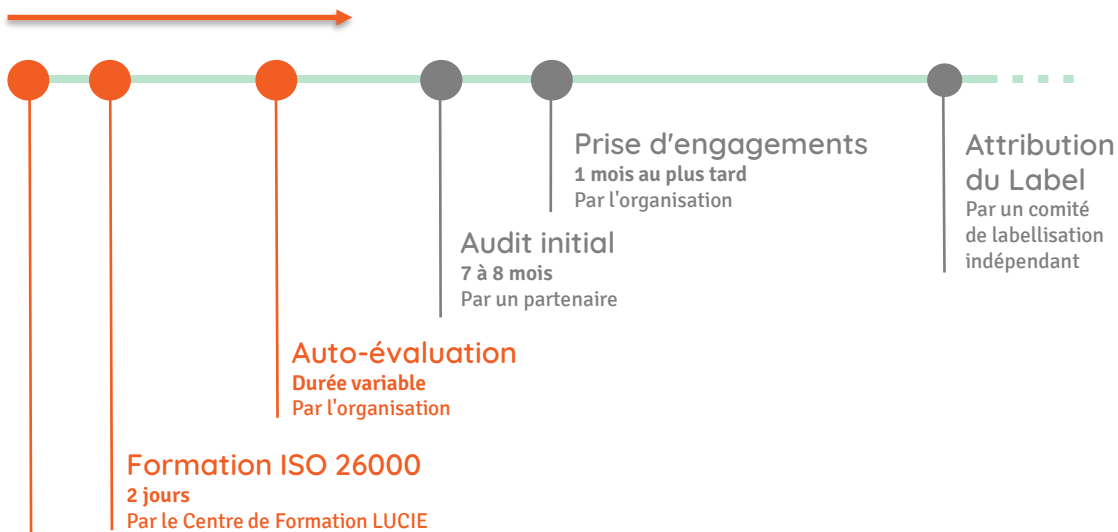 Prise d'engagements
1 mois au plus tard
Par l'organisation
Attribution
du Label
Par un comité
de labellisation
indépendant
Audit initial
7 à 8 mois
Par un partenaire
Auto-évaluation
Durée variable
Par l'organisation
Formation ISO 26000
2 jours
Par le Centre de Formation LUCIE